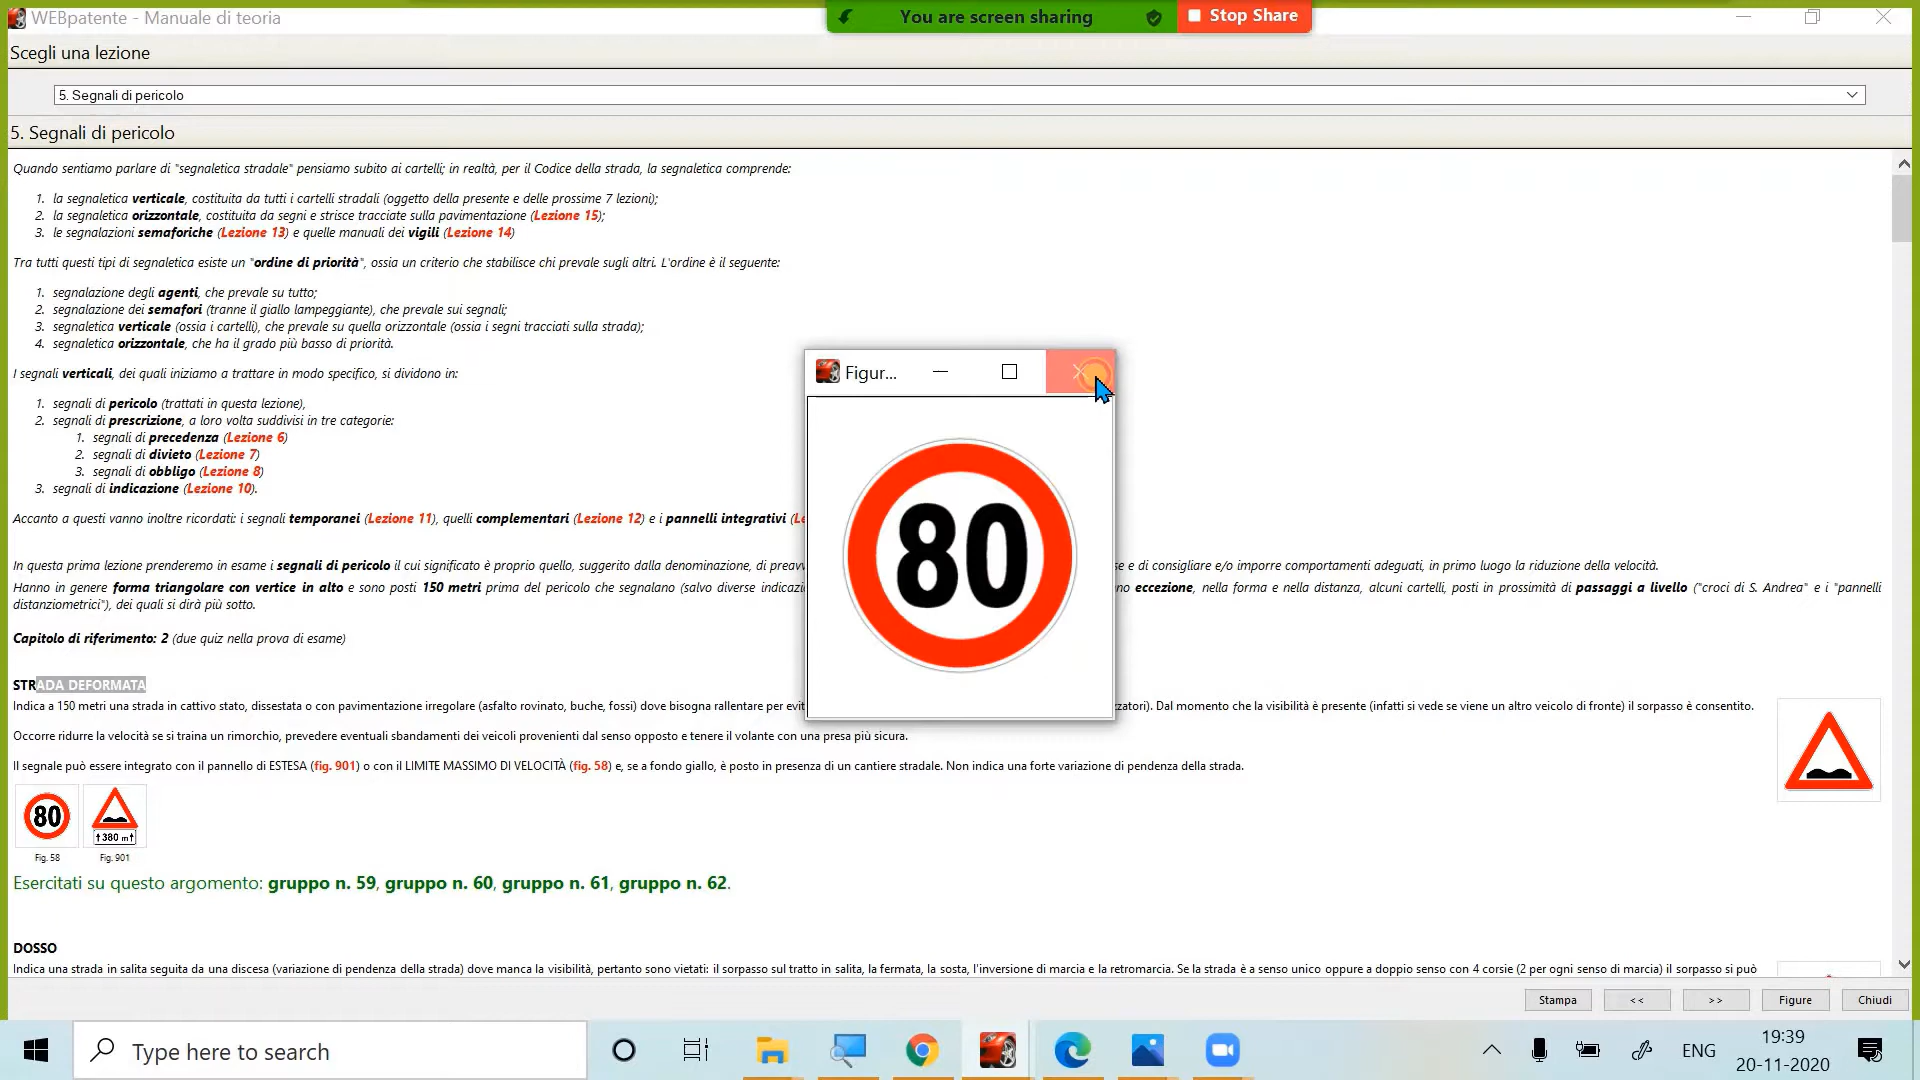 WEBpatente - Manuale di teoria
You are screen sharing
Stop Share
Scegli una lezione
5. Segnali di pericolo
5. Segnali di pericolo
Quando sentiamo parlare di "segnaletica stradale" pensiamo subito ai cartelli; in realtà, per il Codice della strada, la segnaletica comprende:
1. la segnaletica verticale, costituita da tutti i cartelli stradali (oggetto della presente e delle prossime 7 lezioni);
2. la segnaletica orizzontale, costituita da segni e strisce tracciate sulla pavimentazione (Lezione 15);
3. le segnalazioni semaforiche (Lezione 13) e quelle manuali dei vigili (Lezione 14)
Tra tutti questi tipi di segnaletica esiste un "ordine di priorità", ossia un criterio che stabilisce chi prevale sugli altri. L'ordine è il seguente:
1. segnalazione degli agenti, che prevale su tutto;
2. segnalazione dei semafori (tranne il giallo lampeggiante), che prevale sui segnali;
3. segnaletica verticale (ossia i cartelli), che prevale su quella orizzontale (ossia i segni tracciati sulla strada);
4. segnaletica orizzontale, che ha il grado più basso di priorità.
I segnali verticali, dei quali iniziamo a trattare in modo specifico, si dividono in:
1. segnali di pericolo (trattati in questa lezione),
2. segnali di prescrizione, a loro volta suddivisi in tre categorie:
1. segnali di precedenza (Lezione 6)
2. segnali di divieto (Lezione 7)
3. segnali di obbligo (Lezione 8)
3. segnali di indicazione (Lezione 10).
Accanto a questi vanno inoltre ricordati: i segnali temporanei (Lezione 11), quelli complementari (Lezione 12) e i pannelli integrativi (Le
In questa prima lezione prenderemo in esame i segnali di pericolo il cui significato è proprio quello, suggerito dalla denominazione, di preavv
e e di consigliare e/o imporre comportamenti adeguati, in primo luogo la riduzione della velocità.
Hanno in genere forma triangolare con vertice in alto e sono posti 150 metri prima del pericolo che segnalano (salvo diverse indicazi
no eccezione, nella forma e nella distanza, alcuni cartelli, posti in prossimità di passaggi a livello ("croci di S. Andrea" e i "pannelli
distanziometrici"), dei quali si dirà più sotto.
Capitolo di riferimento: 2 (due quiz nella prova di esame)
Figur...
80
STRADA DEFORMATA
Indica a 150 metri una strada in cattivo stato, dissestata o con pavimentazione irregolare (asfalto rovinato, buche, fossi) dove bisogna rallentare per evit
zzatori). Dal momento che la visibilità è presente (infatti si vede se viene un altro veicolo di fronte) il sorpasso è consentito.
Occorre ridurre la velocità se si traina un rimorchio, prevedere eventuali sbandamenti dei veicoli provenienti dal senso opposto e tenere il volante con una presa più sicura.
Il segnale può essere integrato con il pannello di ESTESA (fig. 901) o con il LIMITE MASSIMO DI VELOCITÀ (fig. 58) e, se a fondo giallo, è posto in presenza di un cantiere stradale. Non indica una forte variazione di pendenza della strada.
80
↑380 m↑
Fig. 58
Fig. 901
Esercitati su questo argomento: gruppo n. 59, gruppo n. 60, gruppo n. 61, gruppo n. 62.
DOSSO
Indica una strada in salita seguita da una discesa (variazione di pendenza della strada) dove manca la visibilità, pertanto sono vietati: il sorpasso sul tratto in salita, la fermata, la sosta, l'inversione di marcia e la retromarcia. Se la strada è a senso unico oppure a doppio senso con 4 corsie (2 per ogni senso di marcia) il sorpasso si può
Stampa
<<
>>
Figure
Chiudi
Type here to search
ENG
19:39
20-11-2020